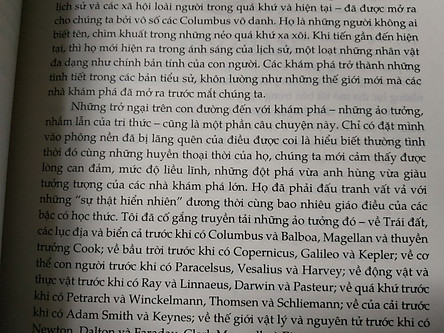 lịch sử và các xã hội loài người trong quá khứ và hiện tại – đã được mở ra
cho chúng ta bởi vô số các Columbus vô danh. Họ là những người không ai
biết tên, chìm khuất trong những nẻo quá khứ xa xôi. Khi tiến gần đến hiện
tại, thì họ mới hiện ra trong ánh sáng của lịch sử, một loạt những nhân vật
đa dạng như chính bản tính của con người. Các khám phá trở thành những
tình tiết trong các bản tiểu sử, khôn lường như những thế giới mới mà các
nhà khám phá đã mở ra trước mắt chúng ta.
Những trở ngại trên con đường đến với khám phá – những ảo tưởng,
nhầm lẫn của tri thức – cũng là một phần câu chuyện này. Chỉ có đặt mình
vào phông nền đã bị lãng quên của điều được coi là hiểu biết thường tình
thời đó cùng những huyền thoại thời của họ, chúng ta mới cảm thấy được
lòng can đảm, mức độ liều lĩnh, những đột phá vừa anh hùng vừa giàu
tưởng tượng của các nhà khám phá lớn. Họ đã phải đấu tranh vất vả với
những "sự thật hiển nhiên" đương thời cùng bao nhiêu giáo điều của các
bậc có học thức. Tôi đã cố gắng truyền tải những ảo tưởng đó – về Trái đất,
các lục địa và biển cả trước khi có Columbus và Balboa, Magellan và thuyền
trưởng Cook; về bầu trời trước khi có Copernicus, Galileo và Kepler; về cơ
thể con người trước khi có Paracelsus, Vesalius và Harvey; về động vật và
thực vật trước khi có Ray và Linnaeus, Darwin và Pasteur; về quá khứ trước
khi có Petrarch và Winckelmann, Thomsen và Schliemann; về của cải trước
khi có Adam Smith và Keynes; về thế giới vật lý và nguyên tử trước khi có
Newton, Dalton và Faraday, Clerk